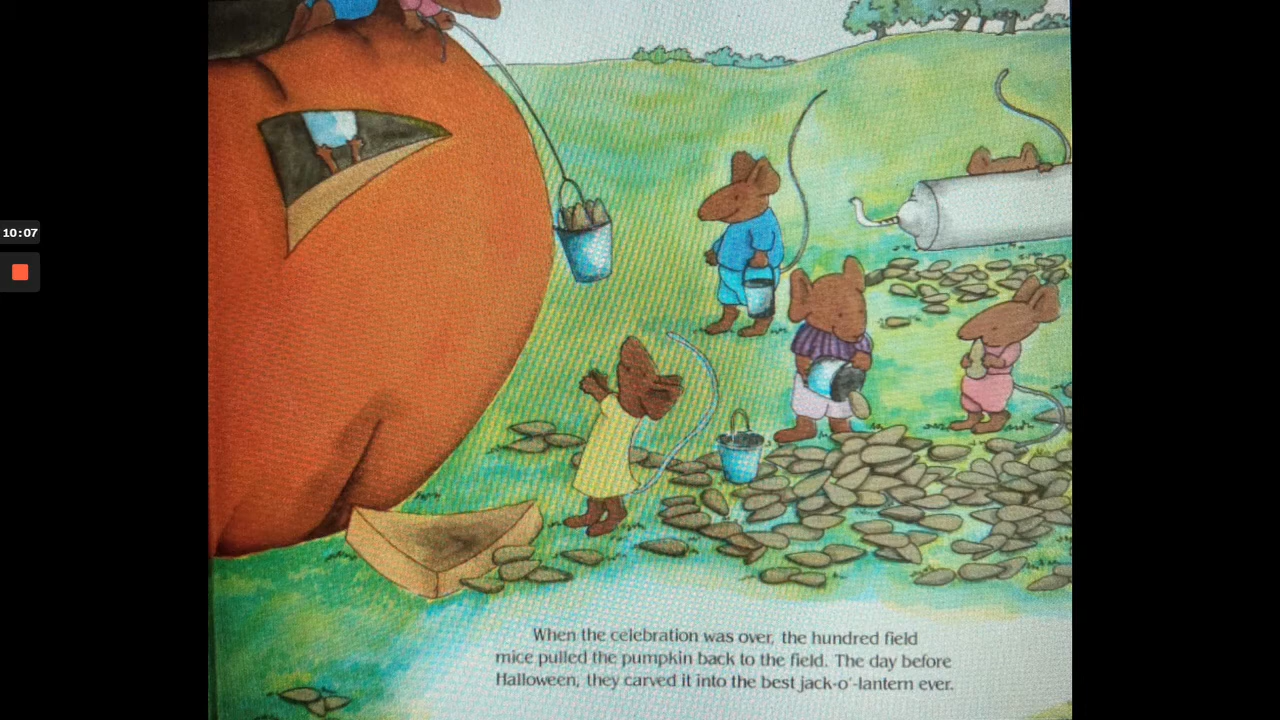 10:07
When the celebration was over, the hundred field
mice pulled the pumpkin back to the field. The day before
Halloween, they carved it into the best jack-o'-lantern ever.